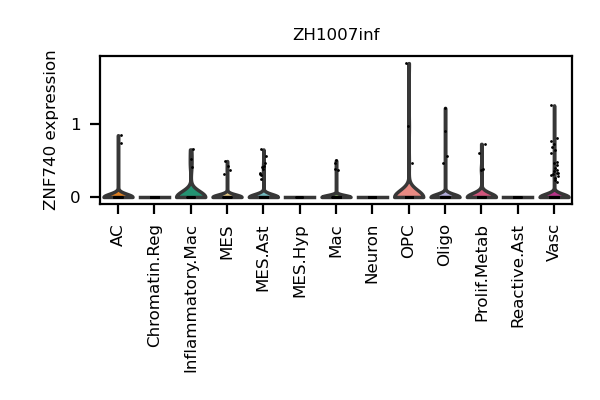 ZH1007inf
ZNF740 expression
1
0
AC
Chromatin.Reg
Inflammatory.Mac
MES
MES.Ast
MES.Hyp
Mac
Neuron
OPC
Oligo
Prolif.Metab
Reactive.Ast
Vasc